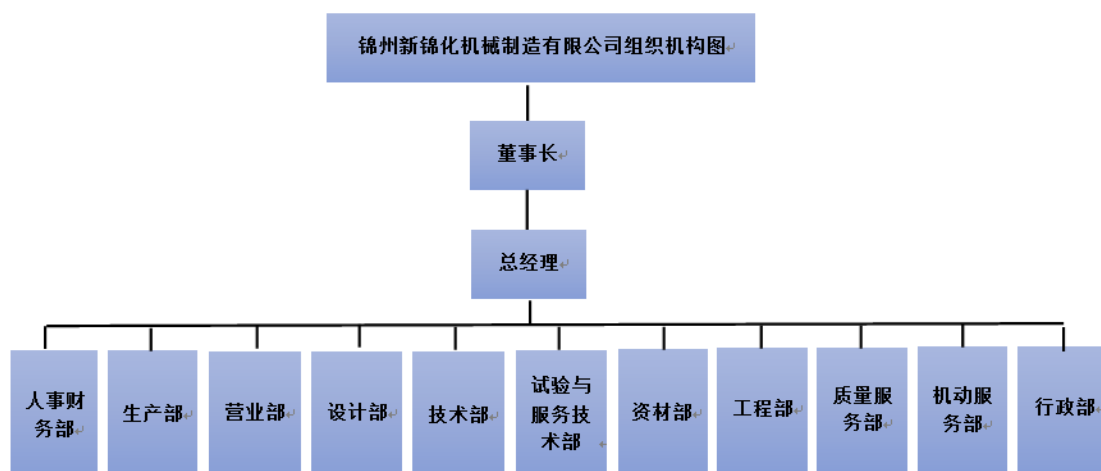 锦州新锦化机械制造有限公司组织机构图
董事长
总经理
人事财
务部
生产部
营业部
设计部
技术部
试验与
服务技
术部
资材部
工程部
质量服
务部
机动服
务部
行政部